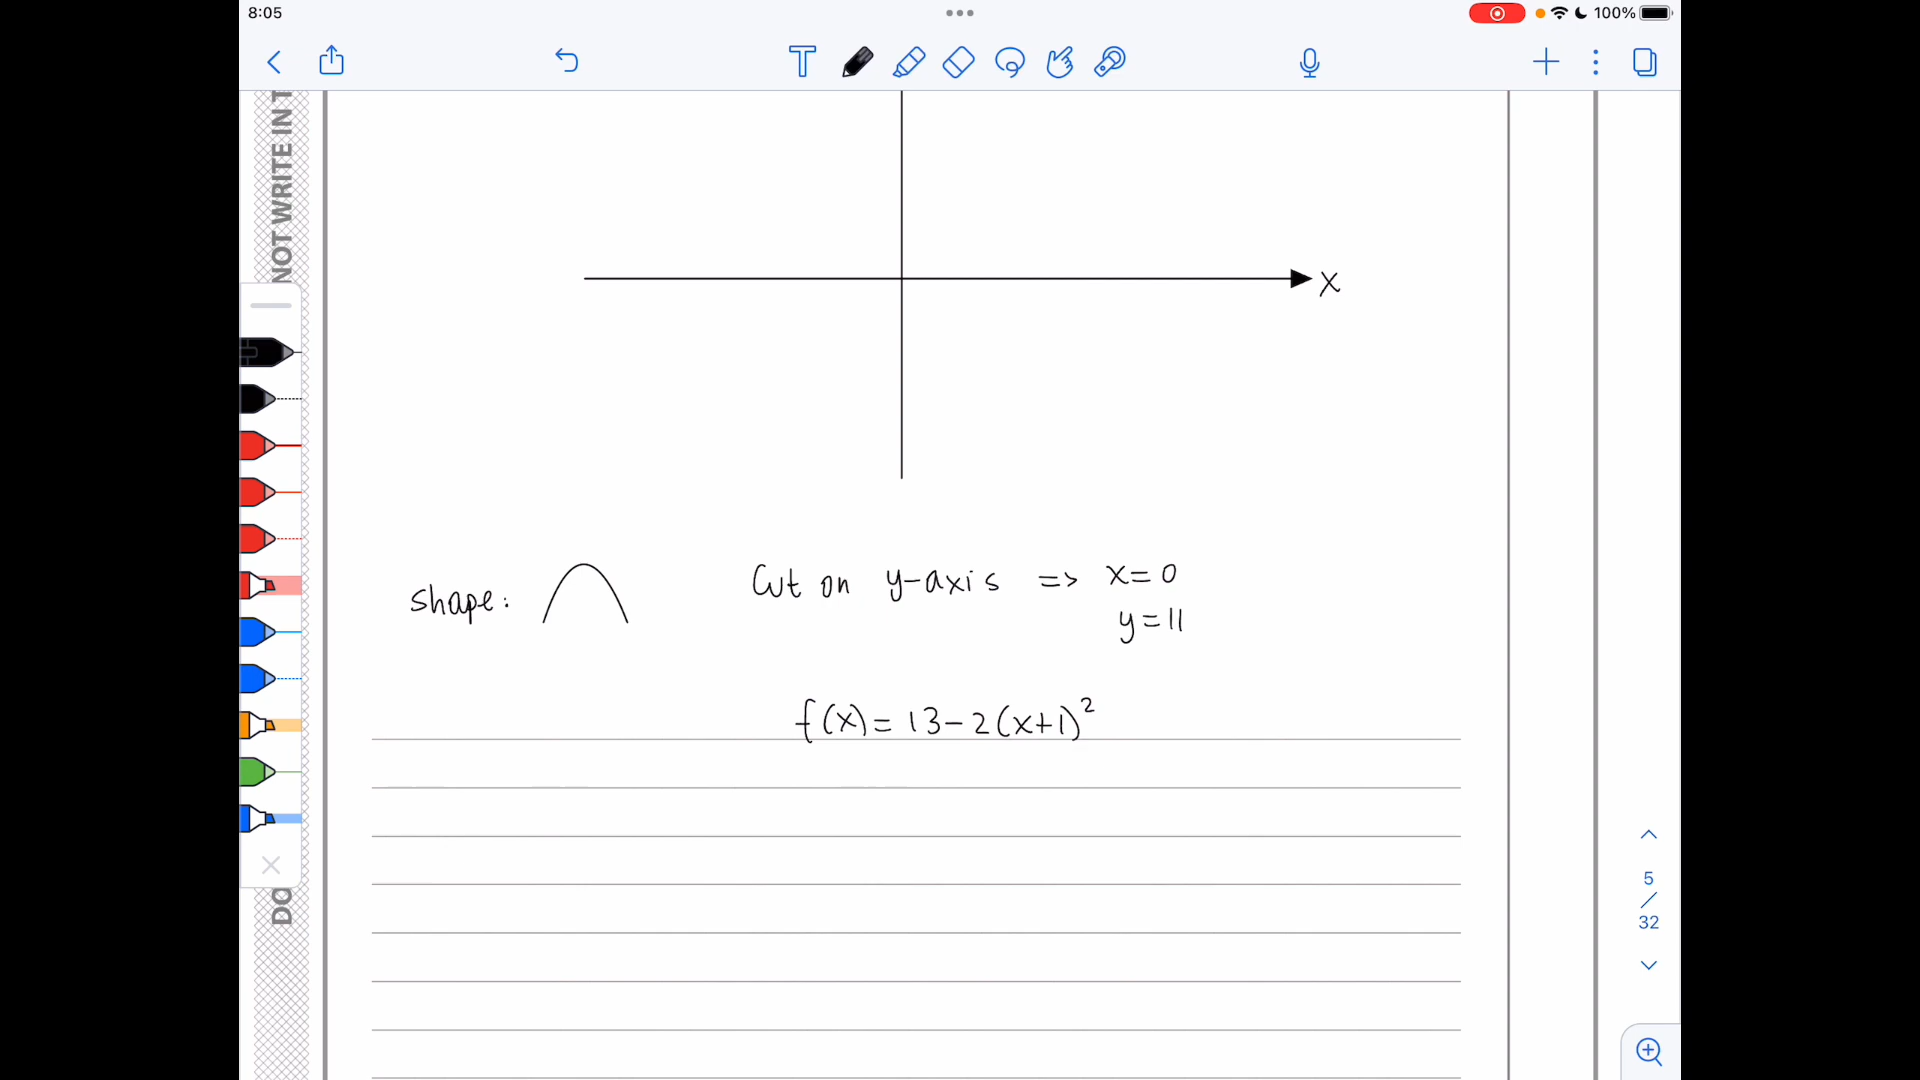 8:05
100%
T
NOT WRITE IN T
x
shape:
Cut on y-axis => x=0
y=11
f(x)=13-2(x+1)²
DO
5
/
32